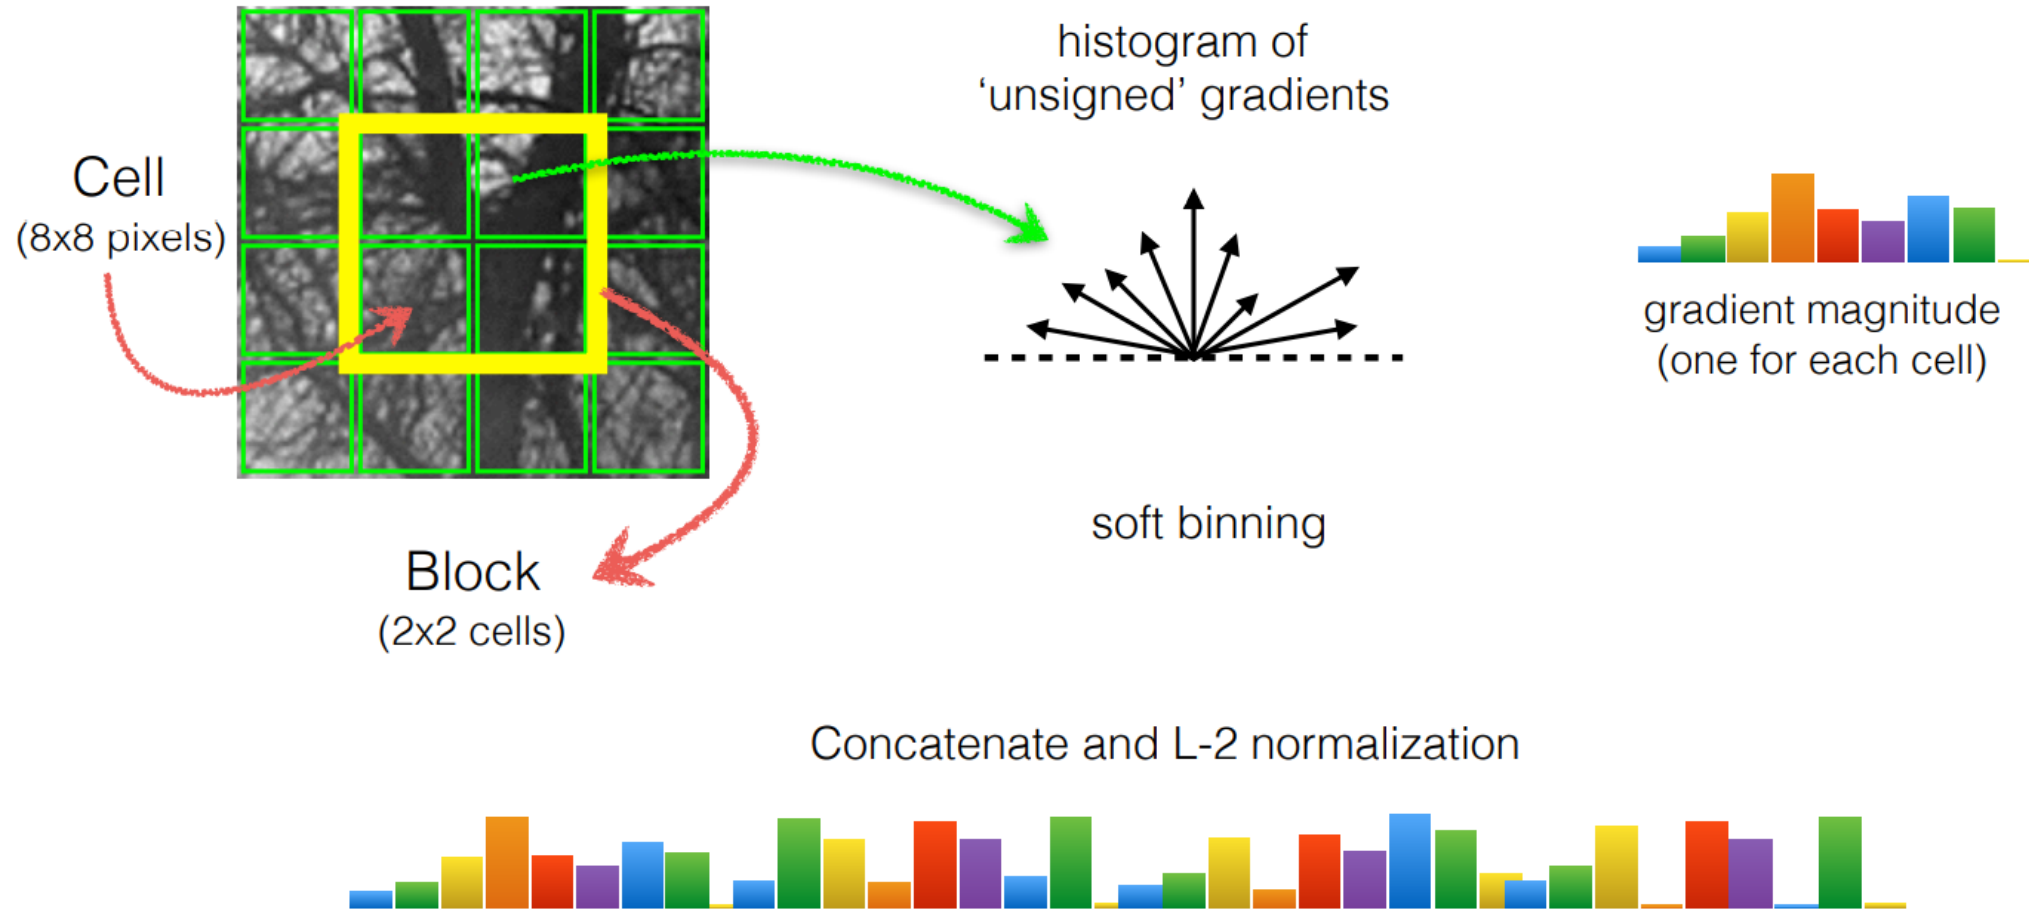 histogram of
‘unsigned’ gradients
Cell
(8x8 pixels)
gradient magnitude
(one for each cell)
soft binning
Block
(2x2 cells)
Concatenate and L-2 normalization